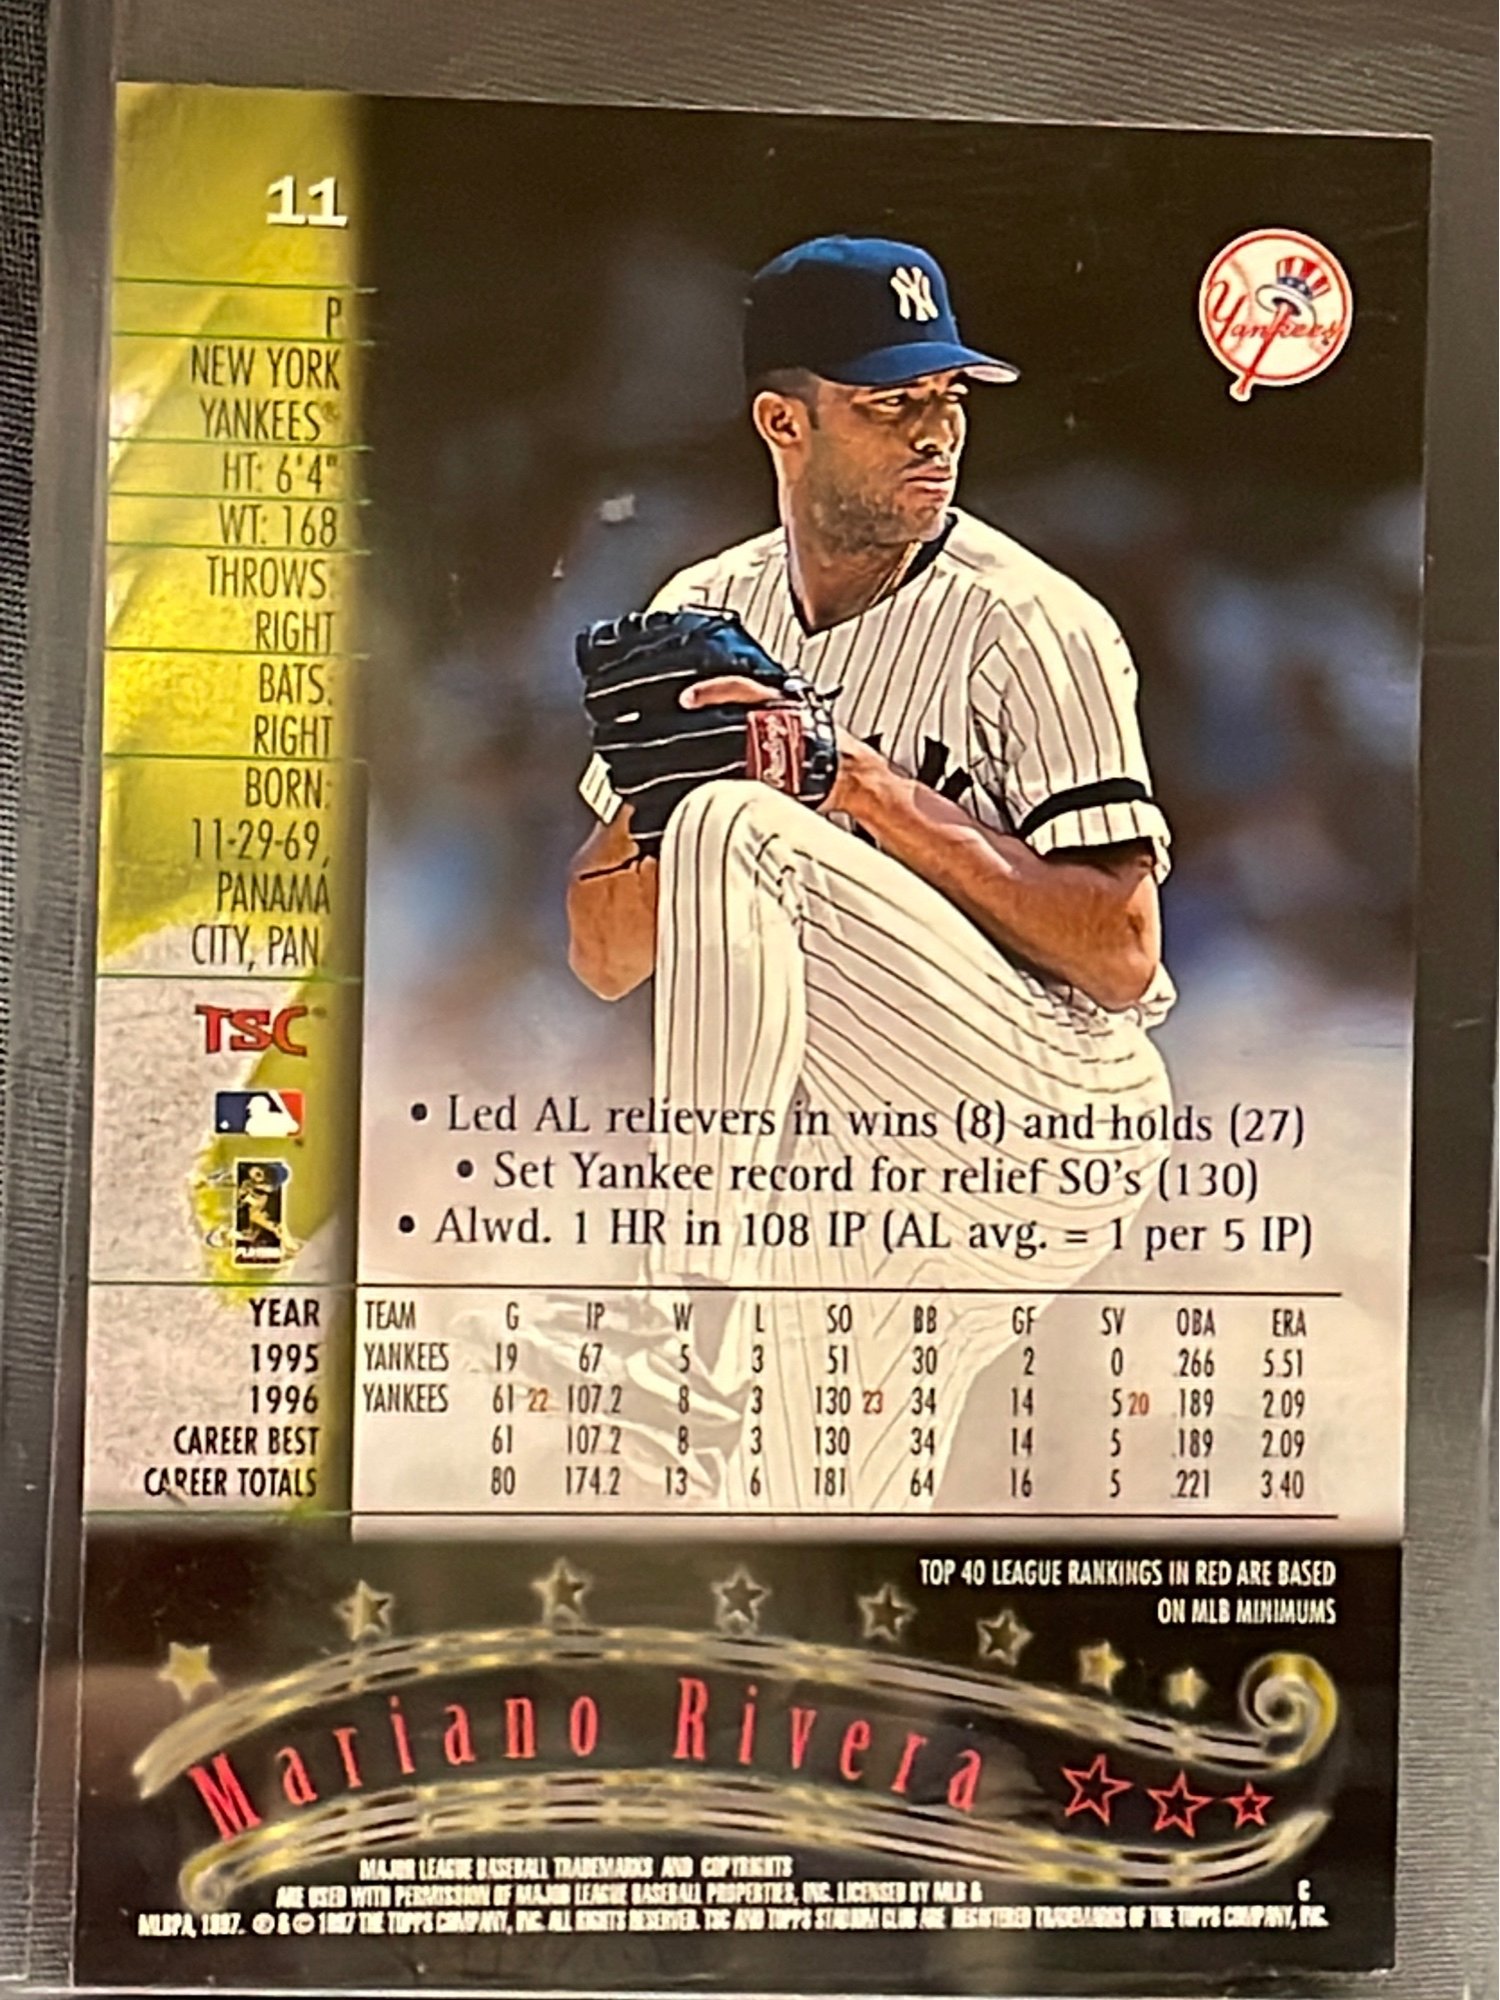 11
P
NEW YORK
YANKEES®
HT: 6'4"
WT: 168
THROWS:
RIGHT
BATS:
RIGHT
BORN:
11-29-69,
PANAMA
CITY, PAN.
TSC
NY
Yankees
Rawlings
• Led AL relievers in wins (8) and holds (27)
• Set Yankee record for relief SO's (130)
• Alwd. 1 HR in 108 IP (AL avg. = 1 per 5 IP)
YEAR TEAM G IP W L SO BB GF SV OBA ERA
1995 YANKEES 19 67 5 3 51 30 2 0 .266 5.51
1996 YANKEES 61 22 107.2 8 3 130 23 34 14 5 20 .189 2.09
CAREER BEST 61 107.2 8 3 130 34 14 5 .189 2.09
CAREER TOTALS 80 174.2 13 6 181 64 16 5 .221 3.40
TOP 40 LEAGUE RANKINGS IN RED ARE BASED
ON MLB MINIMUMS
Mariano Rivera
MAJOR LEAGUE BASEBALL TRADEMARKS AND COPYRIGHTS
ARE USED WITH PERMISSION OF MAJOR LEAGUE BASEBALL PROPERTIES, INC. LICENSED BY MLB &
C
MLBPA, 1997. ® & © 1997 THE TOPPS COMPANY, INC. ALL RIGHTS RESERVED. TSC AND TOPPS STADIUM CLUB ARE REGISTERED TRADEMARKS OF THE TOPPS COMPANY, INC.